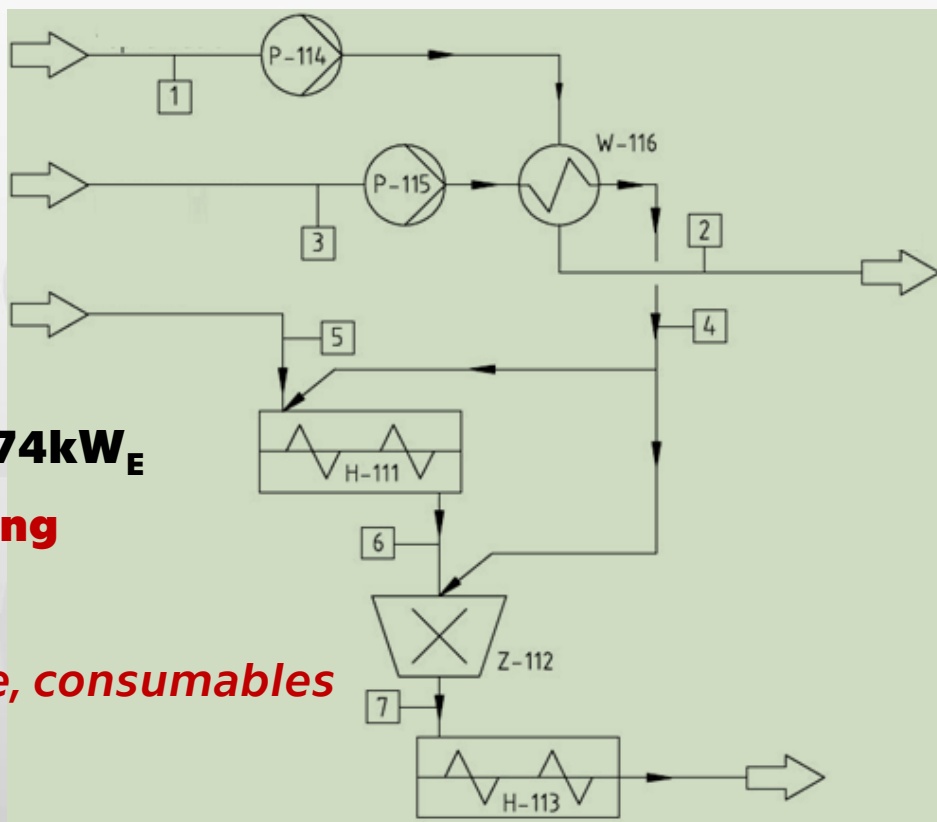 P-114
1
W-116
P-115
3
2
5
4
74kWE
H-111
ng
6
e, consumables
Z-112
7
H-113